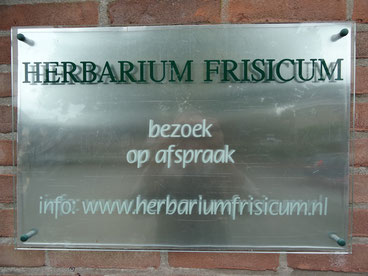 HERBARIUM FRISICUM
bezoek
op afspraak
info: www.herbariumfrisicum.nl